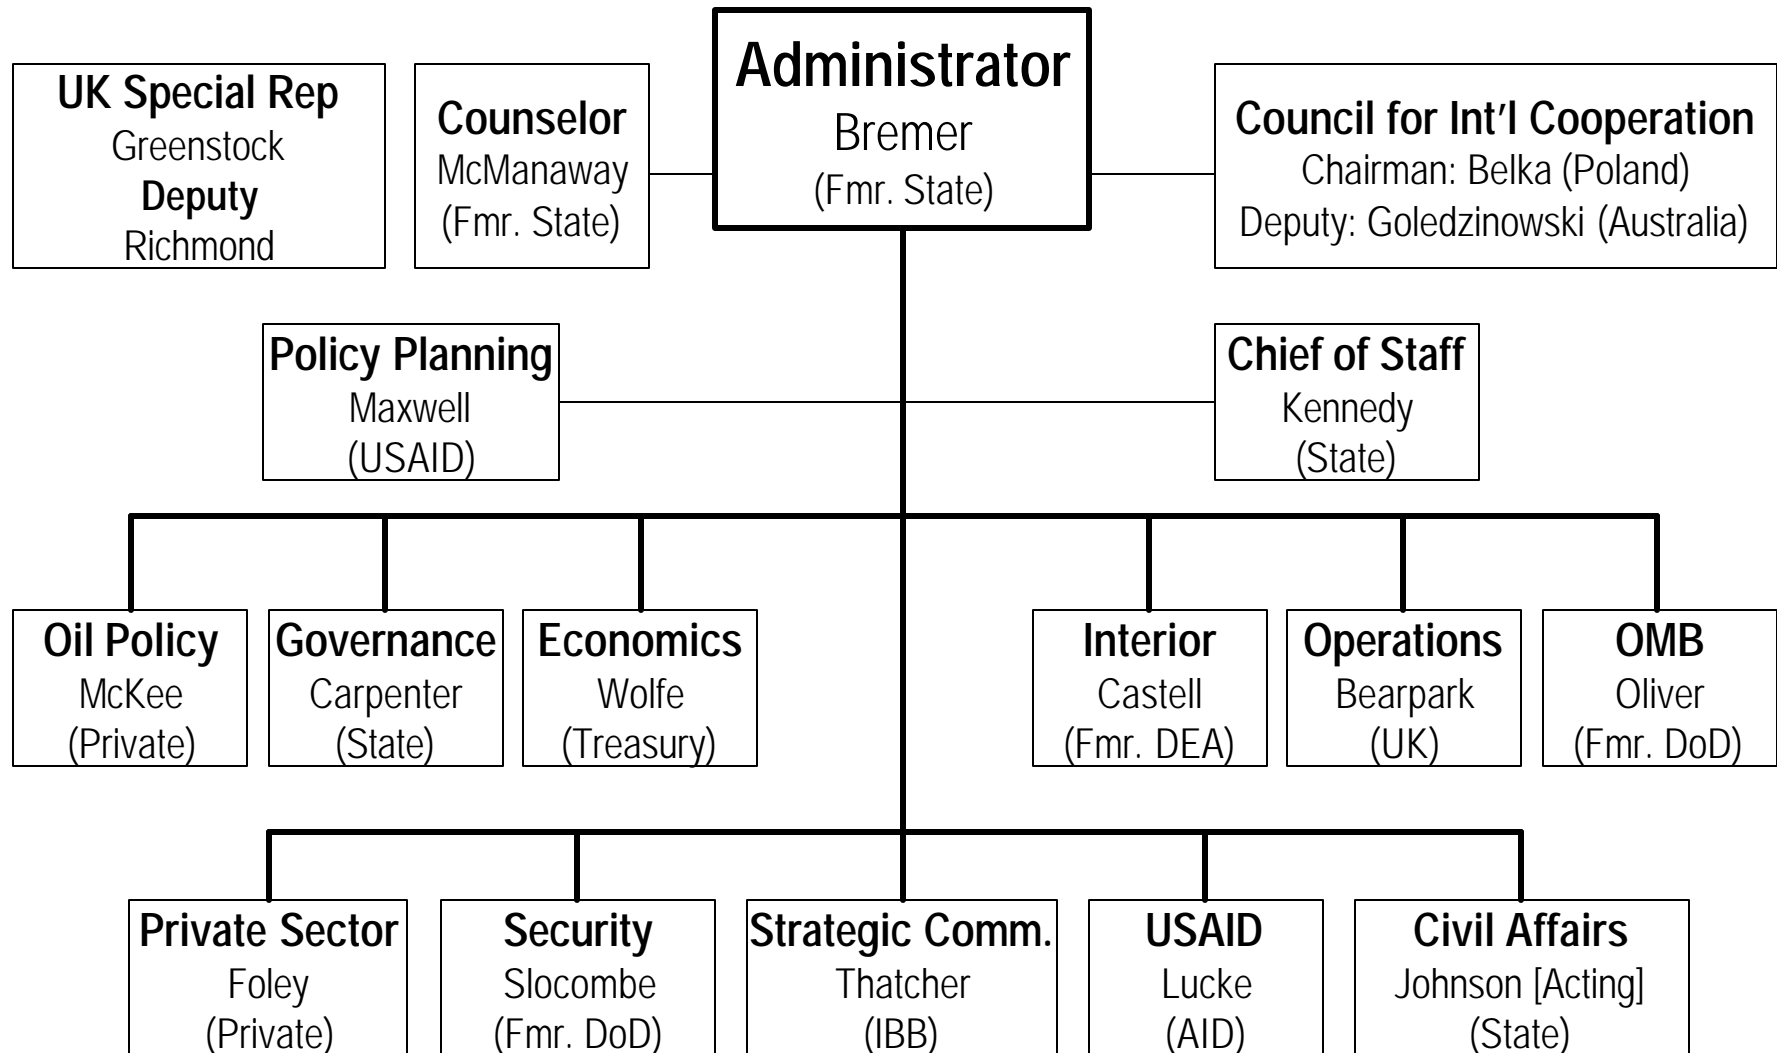 Administrator
Bremer
(Fmr. State)
UK Special Rep
Greenstock
Deputy
Richmond
Counselor
McManaway
(Fmr. State)
Council for Int'l Cooperation
Chairman: Belka (Poland)
Deputy: Goledzinowski (Australia)
Policy Planning
Maxwell
(USAID)
Chief of Staff
Kennedy
(State)
Oil Policy
McKee
(Private)
Governance
Carpenter
(State)
Economics
Wolfe
(Treasury)
Interior
Castell
(Fmr. DEA)
Operations
Bearpark
(UK)
OMB
Oliver
(Fmr. DoD)
Private Sector
Foley
(Private)
Security
Slocombe
(Fmr. DoD)
Strategic Comm.
Thatcher
(IBB)
USAID
Lucke
(AID)
Civil Affairs
Johnson [Acting]
(State)